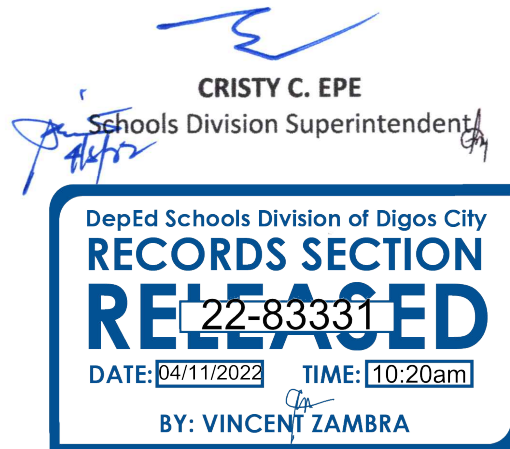 CRISTY C. EPE
Schools Division Superintendent
DepEd Schools Division of Digos City
RECORDS SECTION
RELEASED
22-83331
DATE: 04/11/2022 TIME: 10:20am
BY: VINCENT ZAMBRA